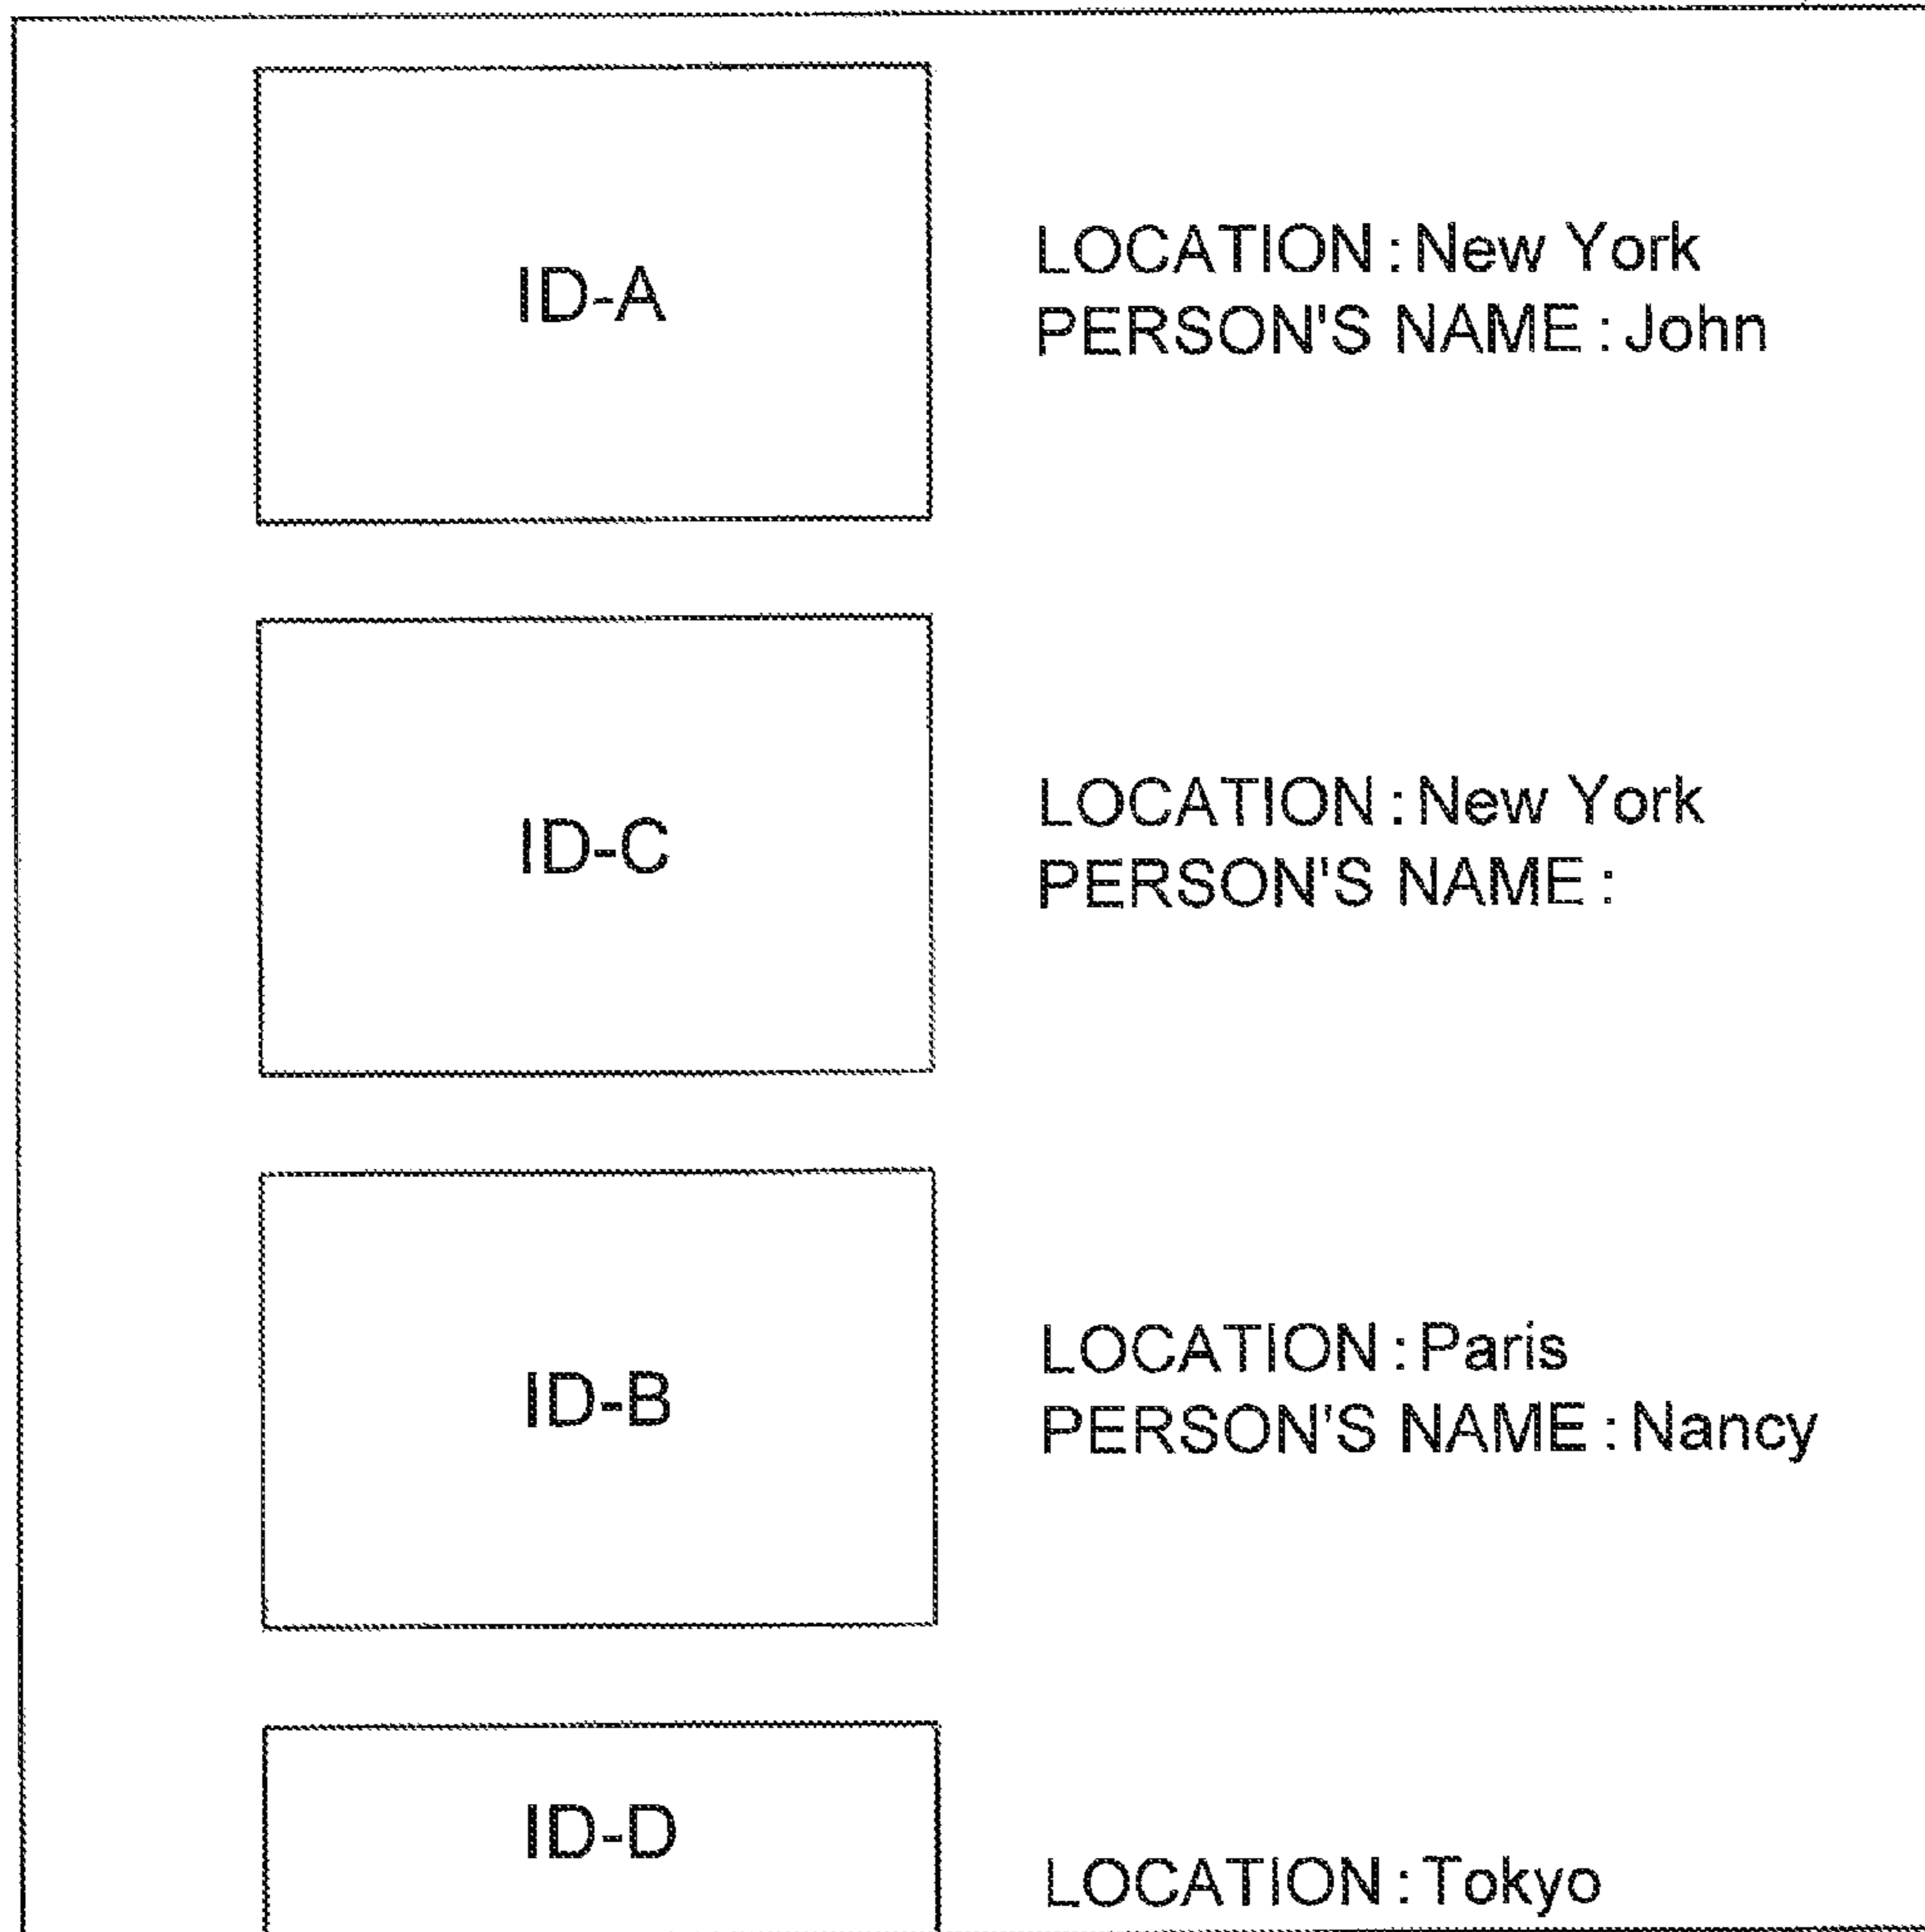 ID-A
LOCATION : New York
PERSON'S NAME : John
ID-C
LOCATION : New York
PERSON'S NAME :
ID-B
LOCATION : Paris
PERSON’S NAME : Nancy
ID-D
LOCATION : Tokyo